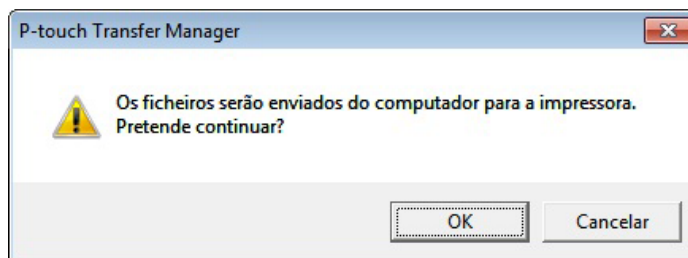 P-touch Transfer Manager
Os ficheiros serão enviados do computador para a impressora.
Pretende continuar?
OK
Cancelar